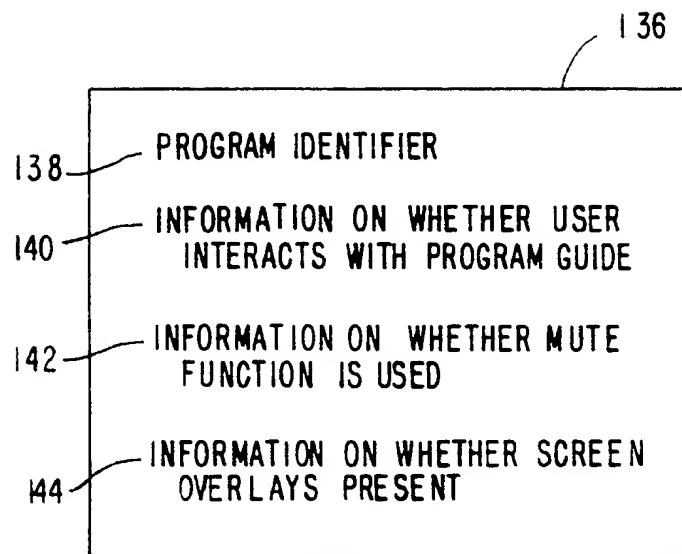 136
138 PROGRAM IDENTIFIER
INFORMATION ON WHETHER USER
140 INTERACTS WITH PROGRAM GUIDE
INFORMATION ON WHETHER MUTE
142 FUNCTION IS USED
INFORMATION ON WHETHER SCREEN
144 OVERLAYS PRESENT